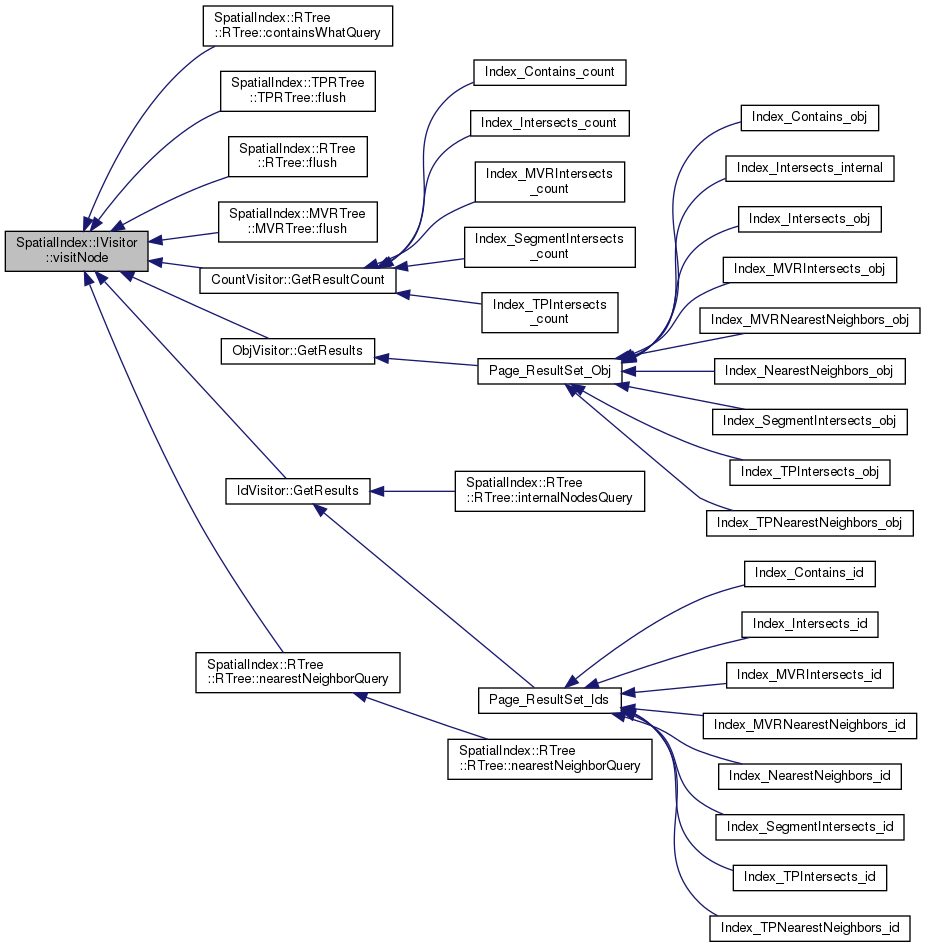 SpatialIndex::IVisitor
::visitNode
SpatialIndex::RTree
::RTree::containsWhatQuery
SpatialIndex::TPRTree
::TPRTree::flush
SpatialIndex::RTree
::RTree::flush
SpatialIndex::MVRTree
::MVRTree::flush
CountVisitor::GetResultCount
ObjVisitor::GetResults
IdVisitor::GetResults
SpatialIndex::RTree
::RTree::nearestNeighborQuery
Index_Contains_count
Index_Intersects_count
Index_MVRIntersects
_count
Index_SegmentIntersects
_count
Index_TPIntersects
_count
Page_ResultSet_Obj
SpatialIndex::RTree
::RTree::internalNodesQuery
Page_ResultSet_Ids
SpatialIndex::RTree
::RTree::nearestNeighborQuery
Index_Contains_obj
Index_Intersects_internal
Index_Intersects_obj
Index_MVRIntersects_obj
Index_MVRNearestNeighbors_obj
Index_NearestNeighbors_obj
Index_SegmentIntersects_obj
Index_TPIntersects_obj
Index_TPNearestNeighbors_obj
Index_Contains_id
Index_Intersects_id
Index_MVRIntersects_id
Index_MVRNearestNeighbors_id
Index_NearestNeighbors_id
Index_SegmentIntersects_id
Index_TPIntersects_id
Index_TPNearestNeighbors_id